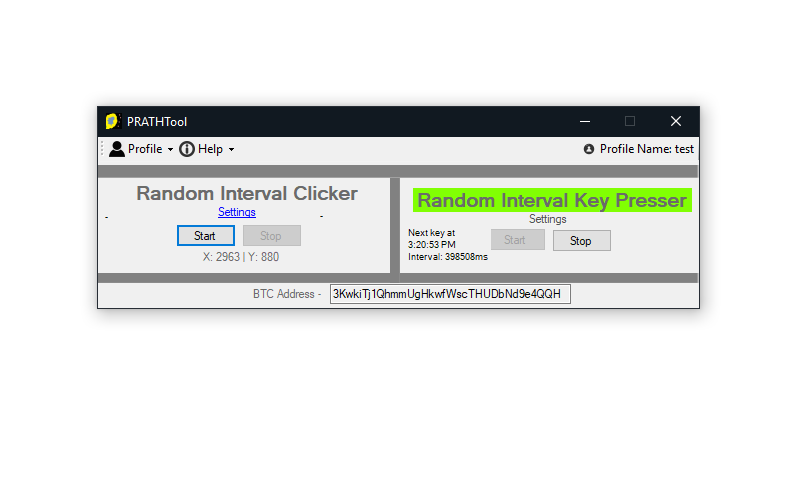 PRATHTool
Profile Help Profile Name: test
Random Interval Clicker
Settings
- -
Start Stop
X: 2963 | Y: 880
Random Interval Key Presser
Settings
Next key at
3:20:53 PM
Interval: 398508ms
Start Stop
BTC Address - 3KwkiTj1QhmmUgHkwfWscTHUDbNd9e4QQH